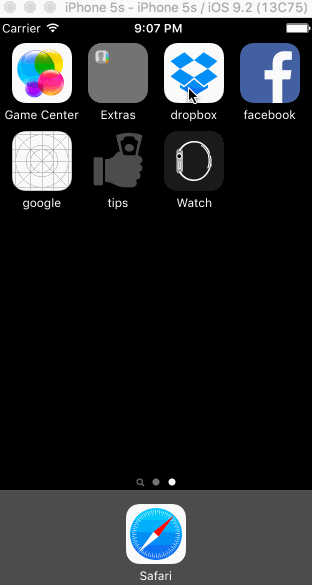 iPhone 5s - iPhone 5s / iOS 9.2 (13C75)
Carrier 9:07 PM
Game Center Extras dropbox facebook
google tips Watch
Safari